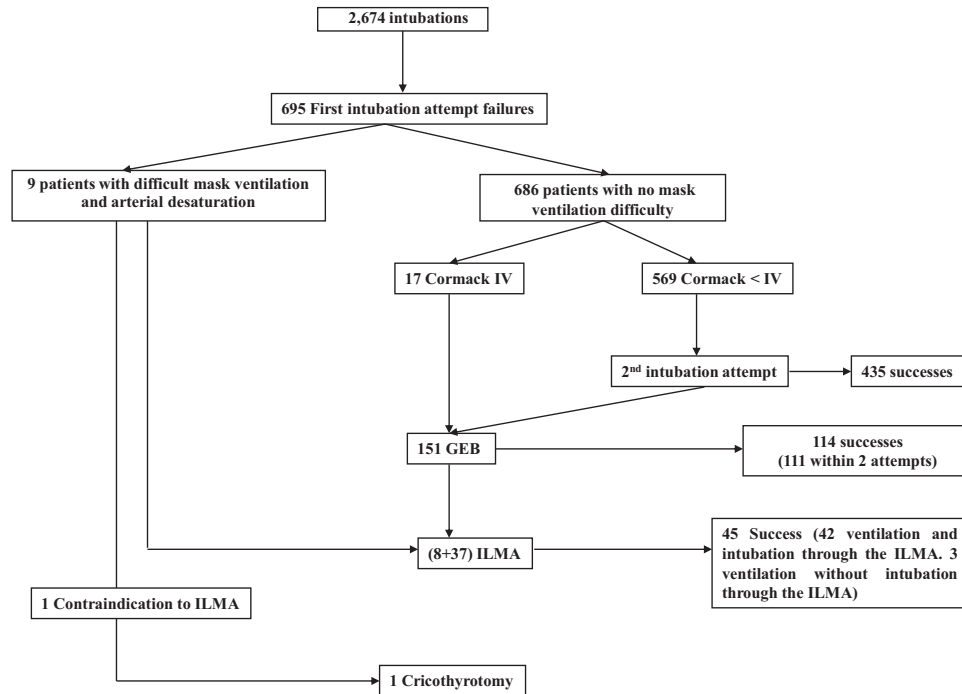 2,674 intubations
695 First intubation attempt failures
9 patients with difficult mask ventilation
and arterial desaturation
686 patients with no mask
ventilation difficulty
17 Cormack IV
569 Cormack < IV
2nd intubation attempt
435 successes
151 GEB
114 successes
(111 within 2 attempts)
(8+37) ILMA
45 Success (42 ventilation and
intubation through the ILMA. 3
ventilation without intubation
through the ILMA)
1 Contraindication to ILMA
1 Cricothyrotomy